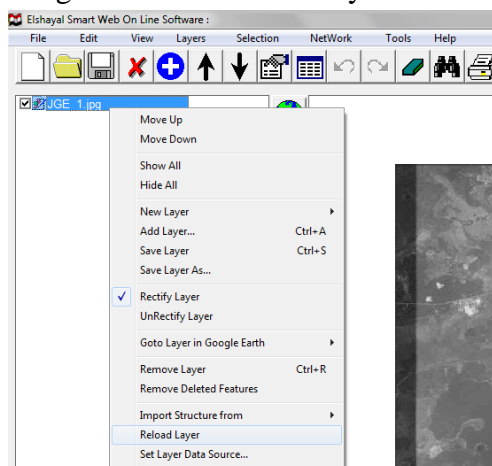 Elshayal Smart Web On Line Software :
File Edit View Layers Selection NetWork Tools Help
JGE_1.jpg
Move Up
Move Down
Show All
Hide All
New Layer
Add Layer... Ctrl+A
Save Layer Ctrl+S
Save Layer As...
Rectify Layer
UnRectify Layer
Goto Layer in Google Earth
Remove Layer Ctrl+R
Remove Deleted Features
Import Structure from
Reload Layer
Set Layer Data Source...